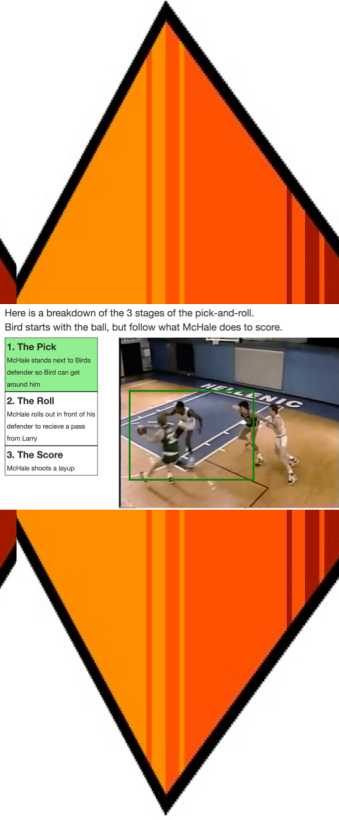 Here is a breakdown of the 3 stages of the pick-and-roll.
Bird starts with the ball, but follow what McHale does to score.
1. The Pick
McHale stands next to Birds
defender so Bird can get
around him
2. The Roll
McHale rolls out in front of his
defender to recieve a pass
from Larry
3. The Score
McHale shoots a layup
HELLENIC